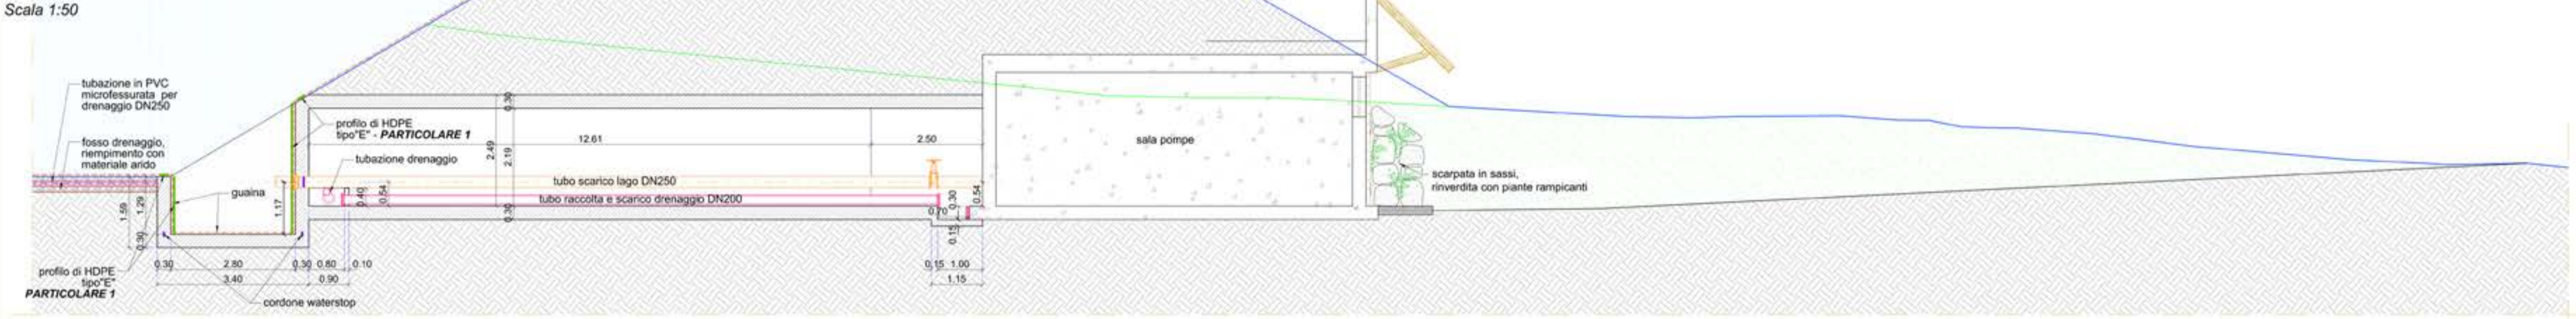 Scala 1:50
tubazione in PVC
microfessurata per
drenaggio DN250
fosso drenaggio,
riempimento con
materiale arido
profilo di HDPE
tipo"E" - PARTICOLARE 1
tubazione drenaggio
guaina
12.61
2.50
0.30
2.49
2.19
0.30
tubo scarico lago DN250
tubo raccolta e scarico drenaggio DN200
0.40
0.54
1.17
1.59
1.29
0.30
0.30
0.54
0.70
0.15
sala pompe
scarpata in sassi,
rinverdita con piante rampicanti
0.30
2.80
0.30
0.80
0.10
3.40
0.90
0.15
1.00
1.15
profilo di HDPE
tipo"E"
PARTICOLARE 1
cordone waterstop